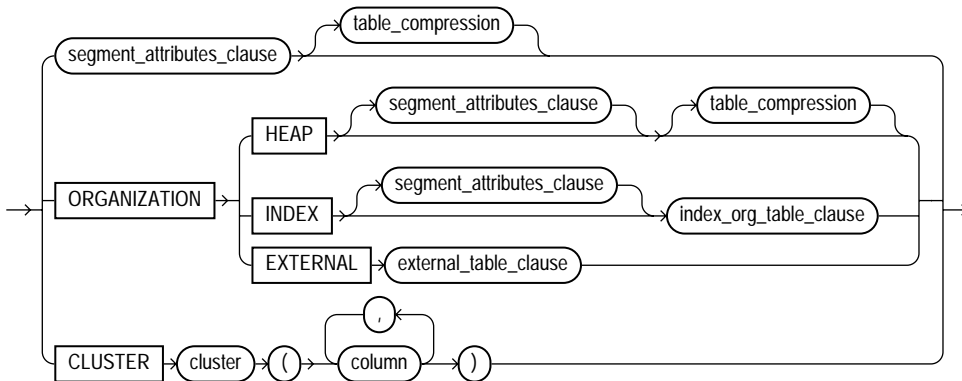 table_compression
segment_attributes_clause
segment_attributes_clause table_compression
HEAP
segment_attributes_clause
ORGANIZATION INDEX index_org_table_clause
EXTERNAL external_table_clause
,
CLUSTER cluster ( column )